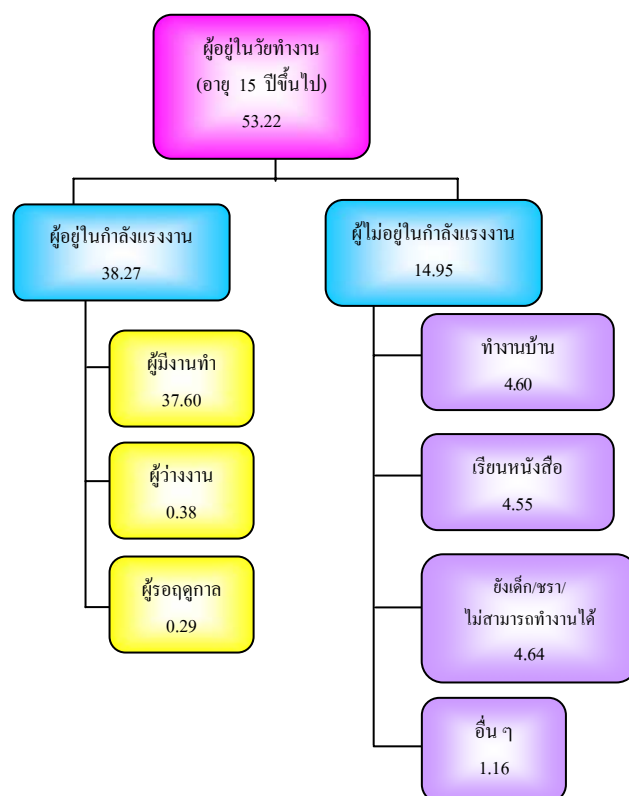 ผู้อยู่ในวัยทำงาน
(อายุ 15 ปีขึ้นไป)
53.22
ผู้อยู่ในกำลังแรงงาน
38.27
ผู้มีงานทำ
37.60
ผู้ว่างงาน
0.38
ผู้รอฤดูกาล
0.29
ผู้ไม่อยู่ในกำลังแรงงาน
14.95
ทำงานบ้าน
4.60
เรียนหนังสือ
4.55
ยังเด็ก/ชรา/
ไม่สามารถทำงานได้
4.64
อื่น ๆ
1.16